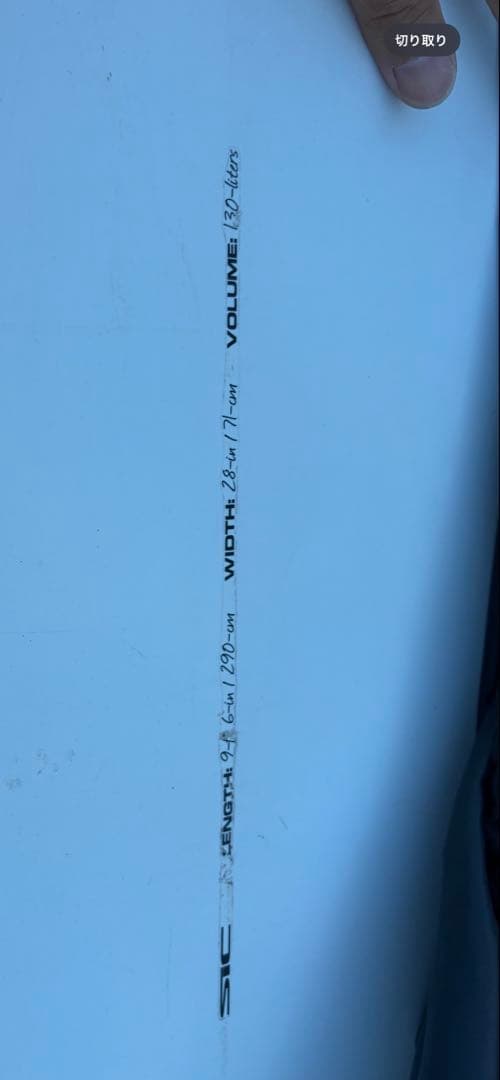 切り取り
SIC LENGTH: 9-ft 6-in / 290-cm WIDTH: 28-in / 71-cm VOLUME: 130-liters